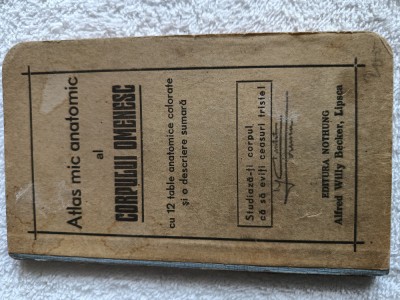 Atlas mic anatomic
al
CORPULUI OMENESC
cu 12 table anatomice colorate
și o descriere sumară
Studiază-ți corpul
că să eviți ceasuri triste!
EDITURA NOTHUNG
Alfred Willy Becker, Lipsca